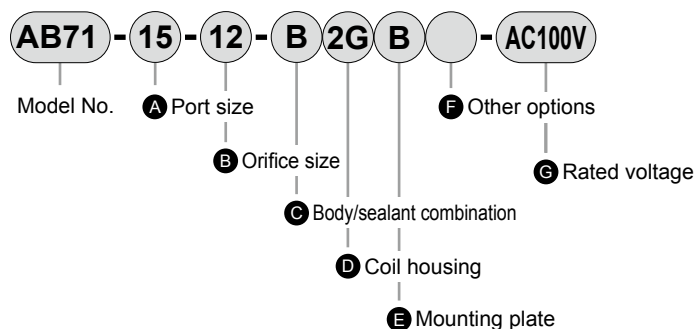 AB71 - 15 - 12 - B 2G B - AC100V
Model No.
A Port size
F Other options
B Orifice size
G Rated voltage
C Body/sealant combination
D Coil housing
E Mounting plate